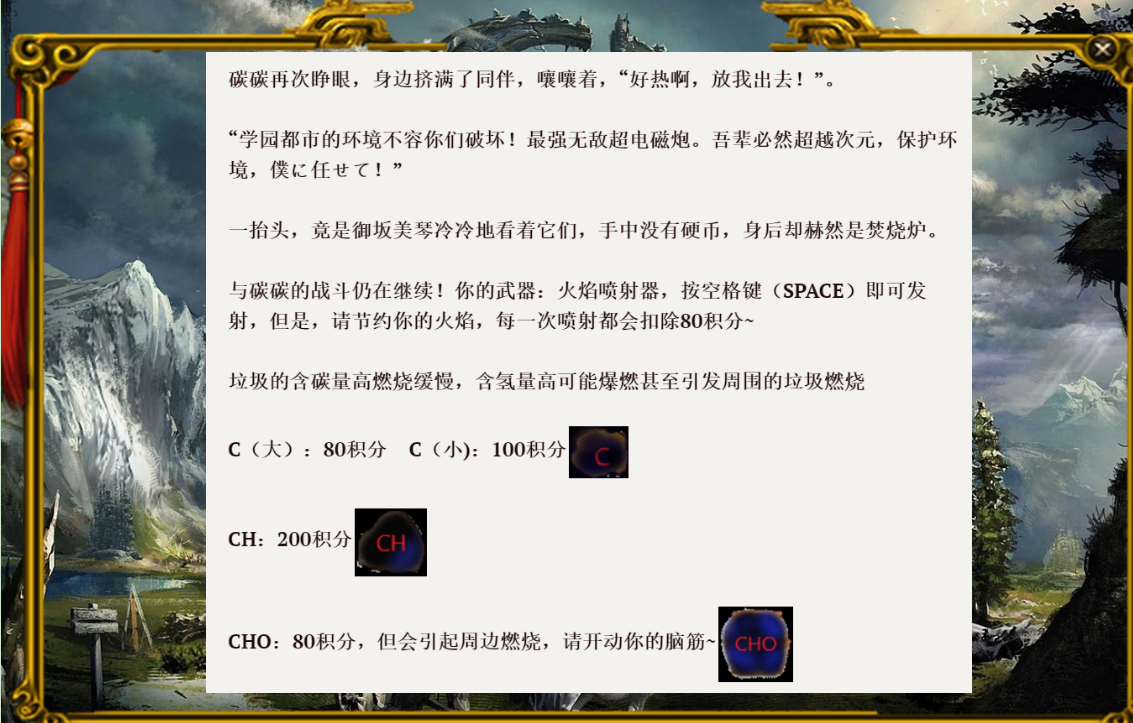 碳碳再次睁眼，身边挤满了同伴，嚷嚷着，“好热啊，放我出去！”。
“学园都市的环境不容你们破坏！最强无敌超电磁炮。吾辈必然超越次元，保护环
境，僕に任せて！”
一抬头，竟是御坂美琴冷冷地看着它们，手中没有硬币，身后却赫然是焚烧炉。
与碳碳的战斗仍在继续！你的武器：火焰喷射器，按空格键（SPACE）即可发
射，但是，请节约你的火焰，每一次喷射都会扣除80积分~
垃圾的含碳量高燃烧缓慢，含氢量高可能爆燃甚至引发周围的垃圾燃烧
C（大）：80积分 C（小)：100积分 C
CH：200积分 CH
CHO：80积分，但会引起周边燃烧，请开动你的脑筋~ CHO